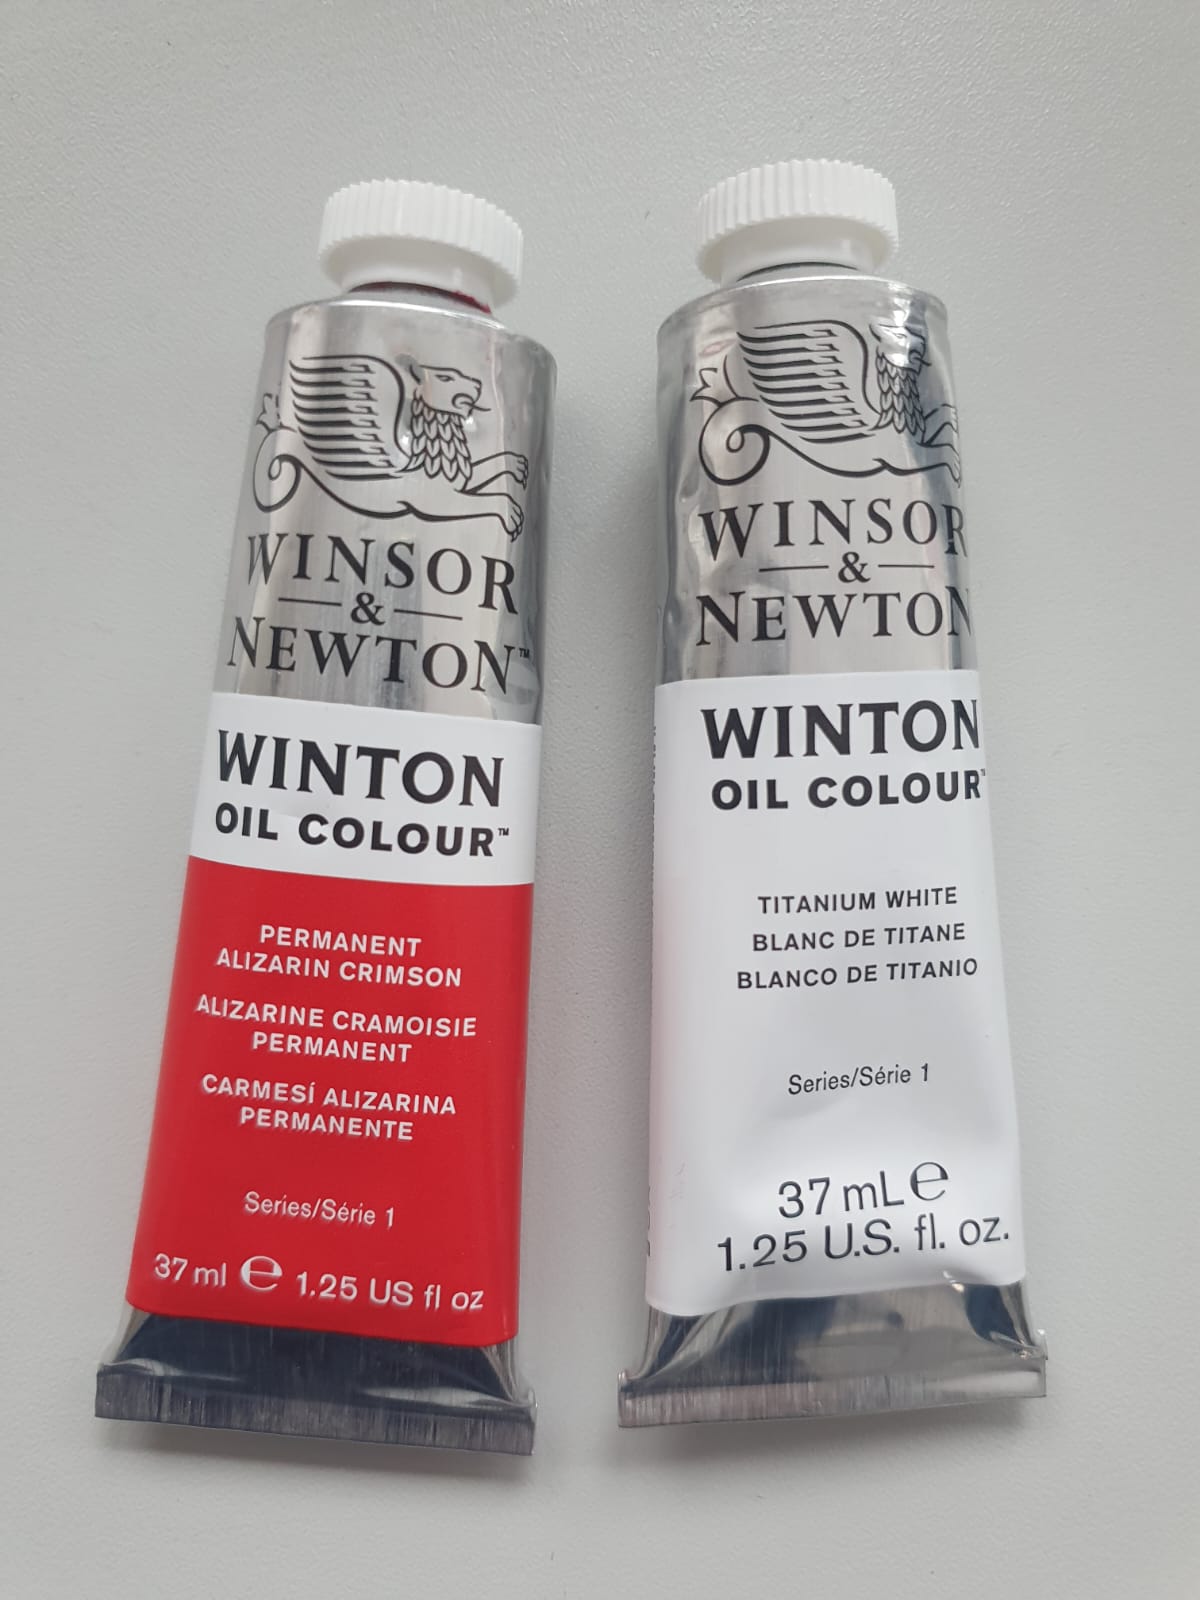 WINSOR
&
NEWTON™
WINTON
OIL COLOUR™
PERMANENT
ALIZARIN CRIMSON
ALIZARINE CRAMOISIE
PERMANENT
CARMESÍ ALIZARINA
PERMANENTE
Series/Série 1
37 ml e 1.25 US fl oz
WINSOR
&
NEWTON
WINTON
OIL COLOUR™
TITANIUM WHITE
BLANC DE TITANE
BLANCO DE TITANIO
Series/Série 1
37 mL e
1.25 U.S. fl. oz.